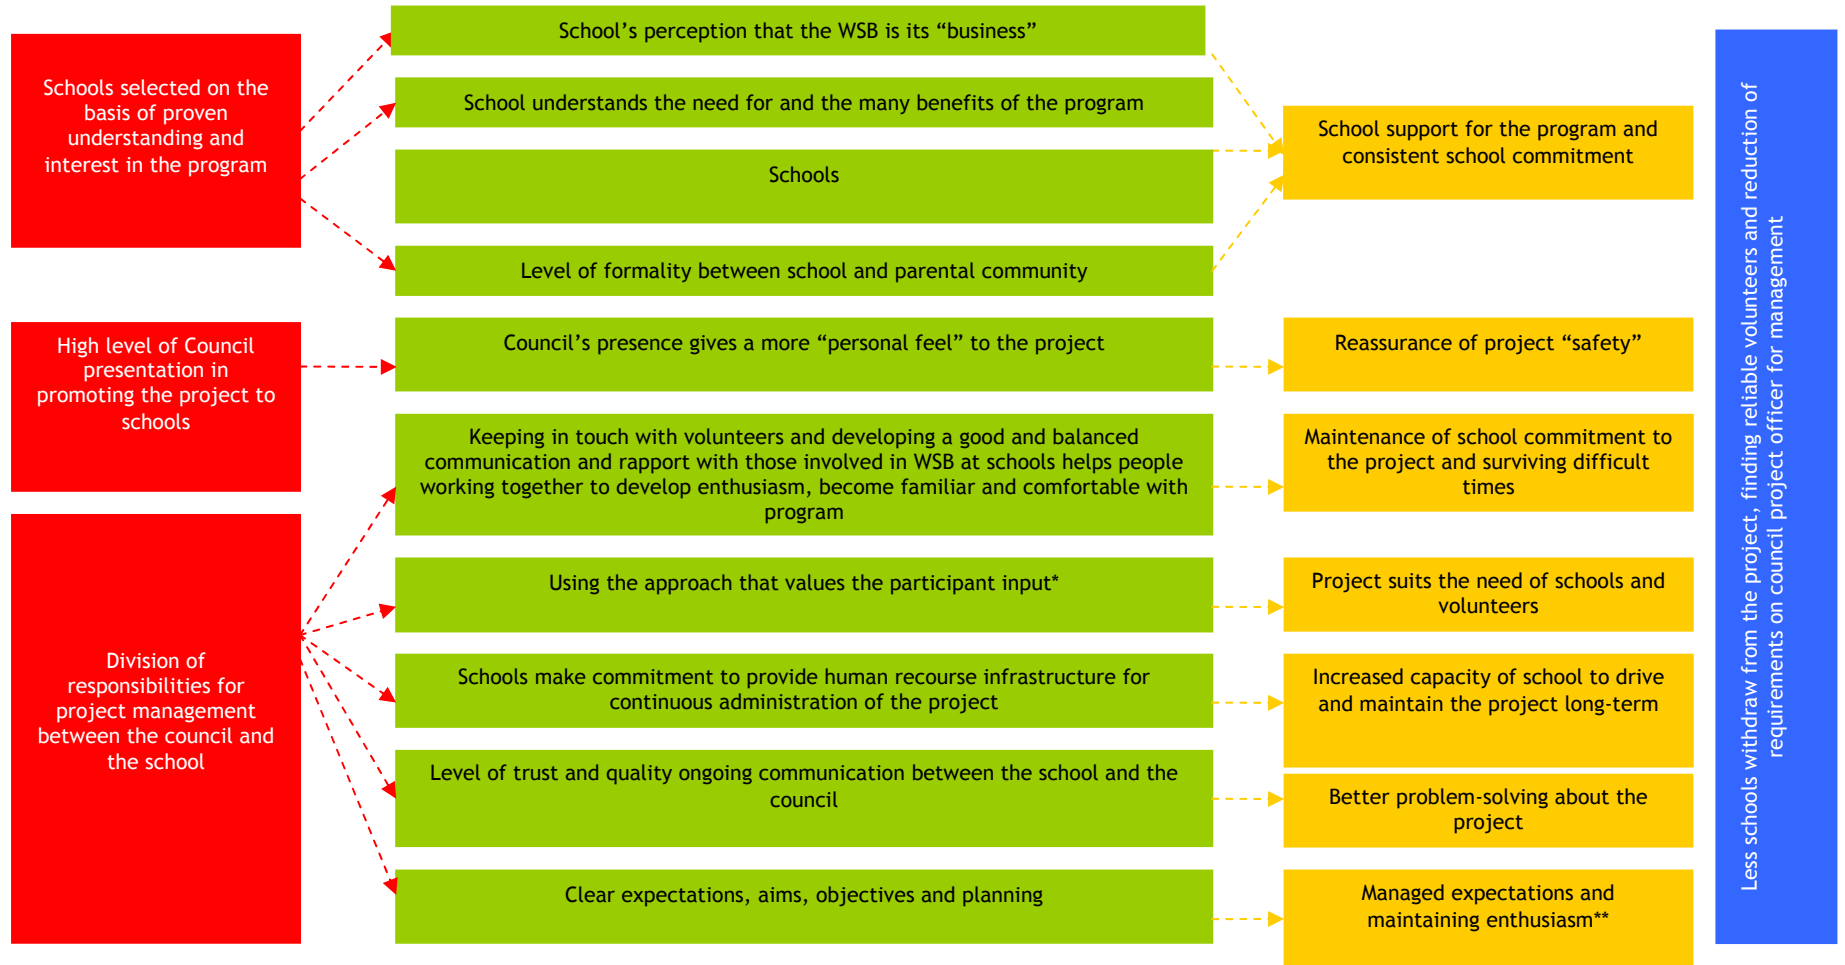 Schools selected on the
basis of proven
understanding and
interest in the program
High level of Council
presentation in
promoting the project to
schools
Division of
responsibilities for
project management
between the council and
the school
School’s perception that the WSB is its “business”
School understands the need for and the many benefits of the program
Schools
Level of formality between school and parental community
Council’s presence gives a more “personal feel” to the project
Keeping in touch with volunteers and developing a good and balanced
communication and rapport with those involved in WSB at schools helps people
working together to develop enthusiasm, become familiar and comfortable with
program
Using the approach that values the participant input*
Schools make commitment to provide human recourse infrastructure for
continuous administration of the project
Level of trust and quality ongoing communication between the school and the
council
Clear expectations, aims, objectives and planning
School support for the program and
consistent school commitment
Reassurance of project “safety”
Maintenance of school commitment to
the project and surviving difficult
times
Project suits the need of schools and
volunteers
Increased capacity of school to drive
and maintain the project long-term
Better problem-solving about the
project
Managed expectations and
maintaining enthusiasm**
Less schools withdraw from the project, finding reliable volunteers and reduction of
requirements on council project officer for management